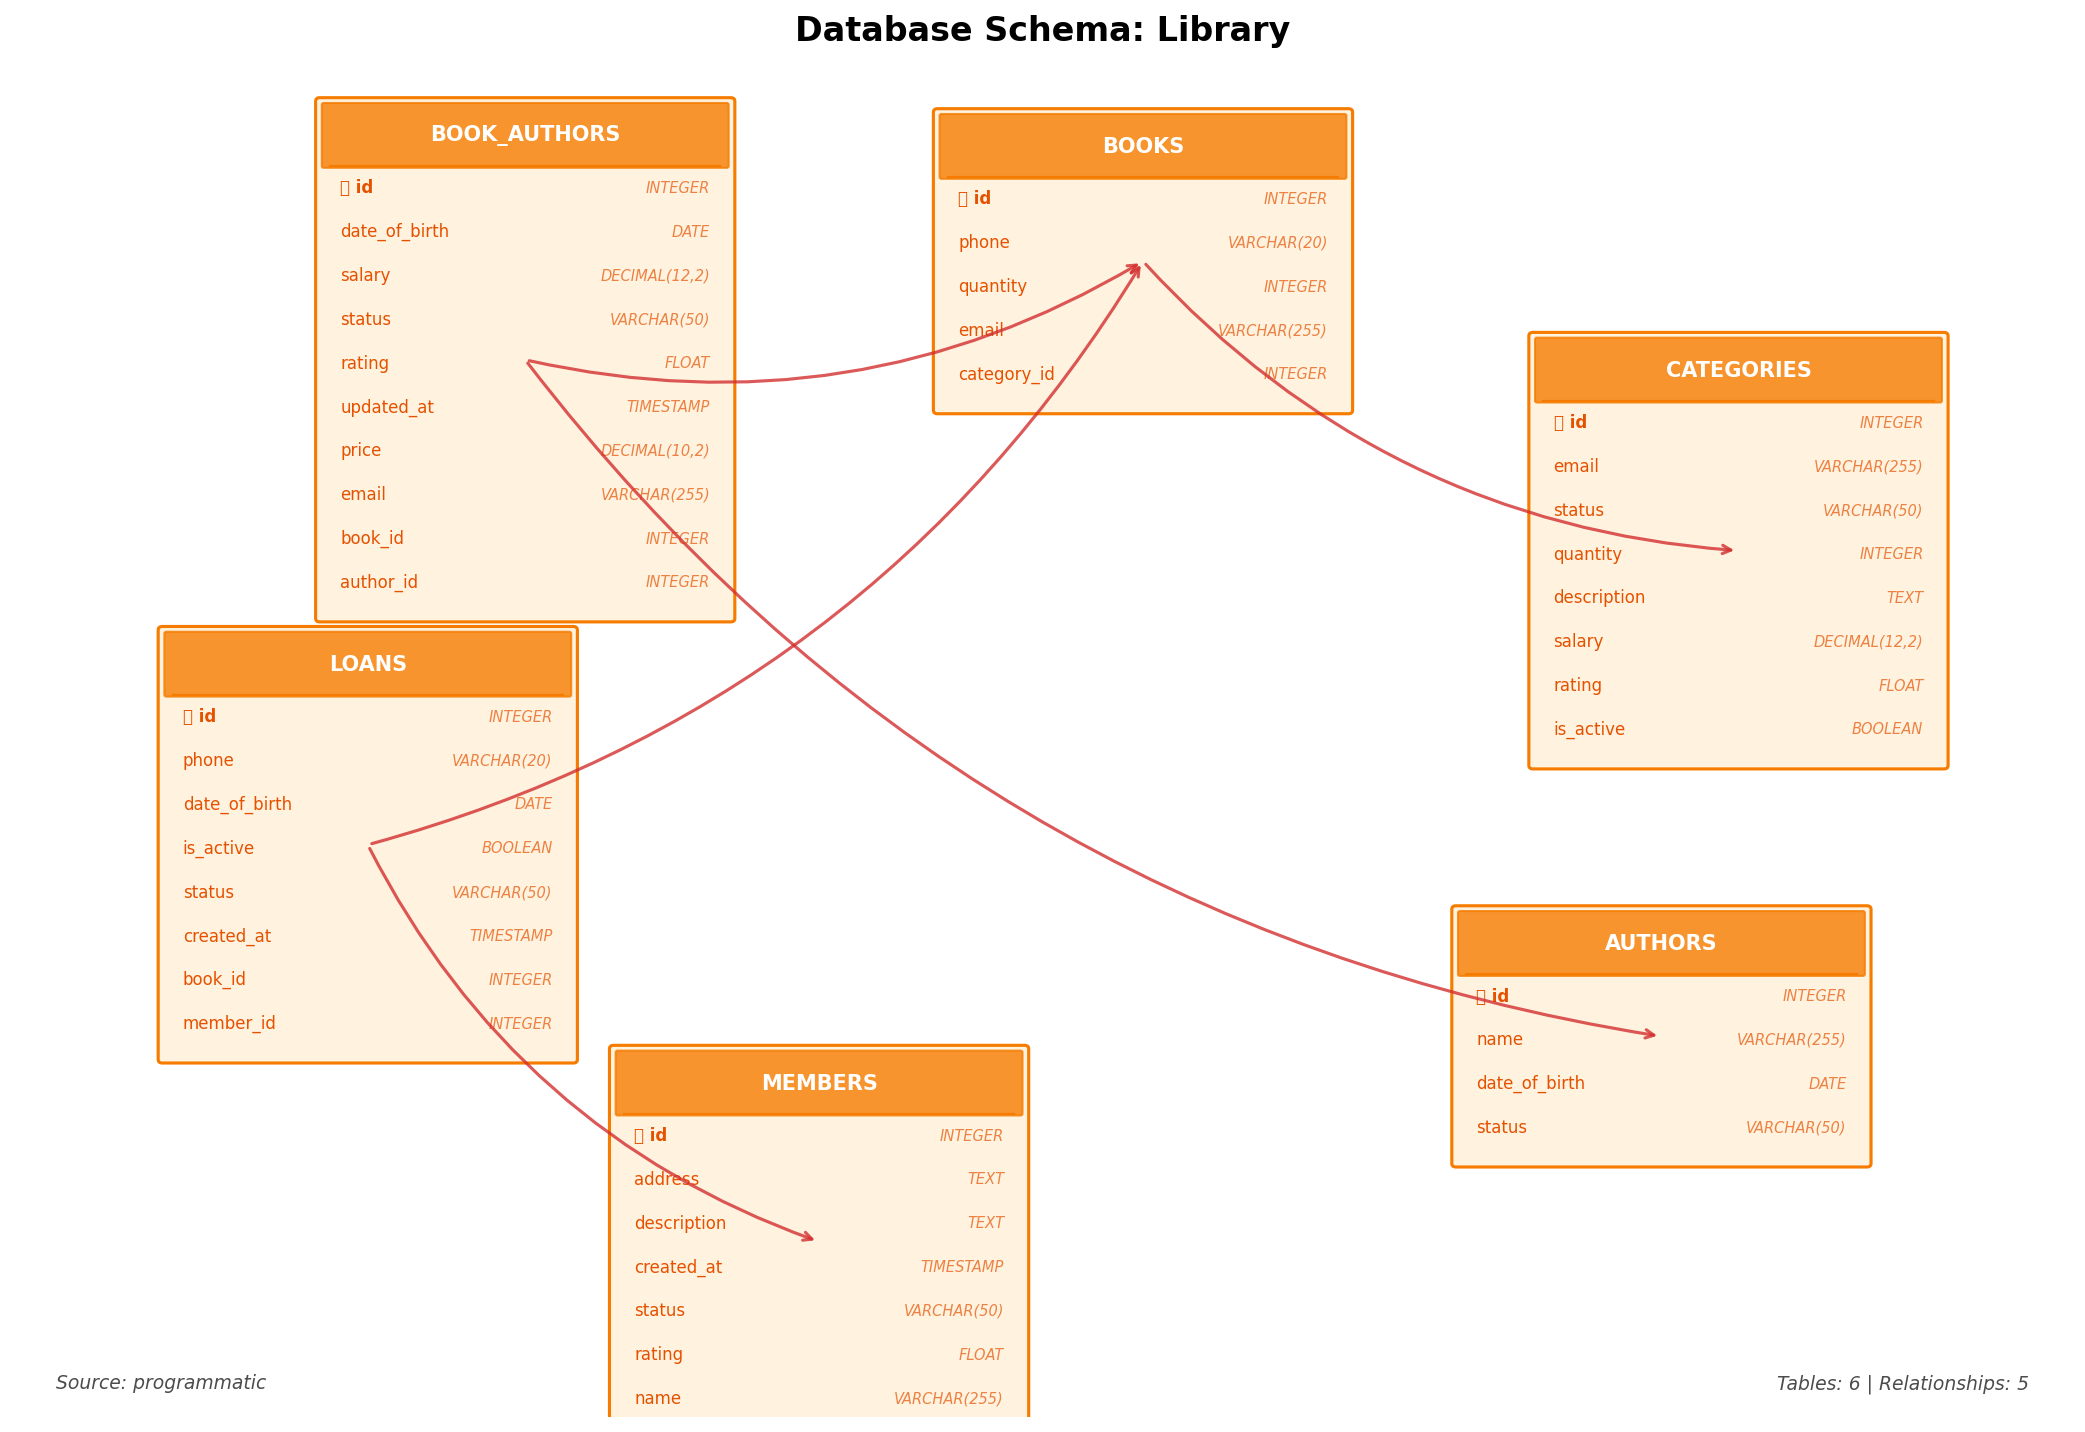 Database Schema: Library
BOOK_AUTHORS
id INTEGER
date_of_birth DATE
salary DECIMAL(12,2)
status VARCHAR(50)
rating FLOAT
updated_at TIMESTAMP
price DECIMAL(10,2)
email VARCHAR(255)
book_id INTEGER
author_id INTEGER
BOOKS
id INTEGER
phone VARCHAR(20)
quantity INTEGER
email VARCHAR(255)
category_id INTEGER
CATEGORIES
id INTEGER
email VARCHAR(255)
status VARCHAR(50)
quantity INTEGER
description TEXT
salary DECIMAL(12,2)
rating FLOAT
is_active BOOLEAN
LOANS
id INTEGER
phone VARCHAR(20)
date_of_birth DATE
is_active BOOLEAN
status VARCHAR(50)
created_at TIMESTAMP
book_id INTEGER
member_id INTEGER
AUTHORS
id INTEGER
name VARCHAR(255)
date_of_birth DATE
status VARCHAR(50)
MEMBERS
id INTEGER
address TEXT
description TEXT
created_at TIMESTAMP
status VARCHAR(50)
rating FLOAT
name VARCHAR(255)
Source: programmatic
Tables: 6 | Relationships: 5